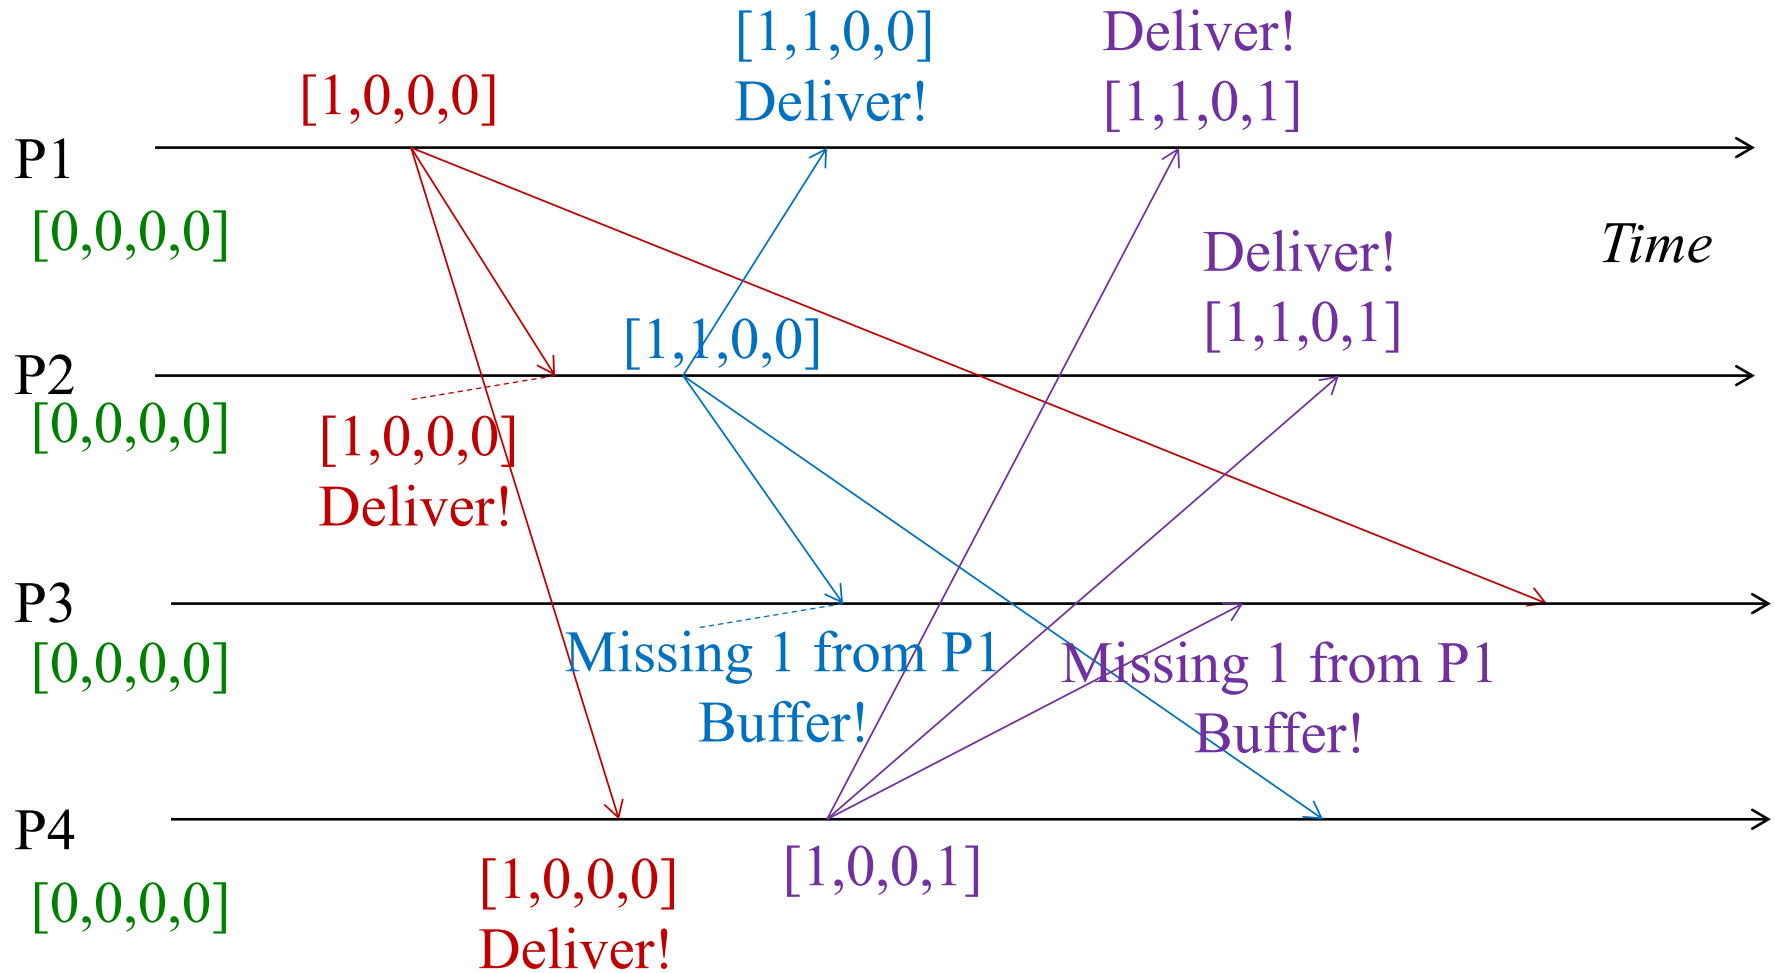 [1,1,0,0]
Deliver!
Deliver!
[1,1,0,1]
[1,0,0,0]
P1
[0,0,0,0]
Time
Deliver!
[1,1,0,1]
[1,1,0,0]
P2
[0,0,0,0]
[1,0,0,0]
Deliver!
P3
[0,0,0,0]
Missing 1 from P1
Buffer!
Missing 1 from P1
Buffer!
P4
[0,0,0,0]
[1,0,0,0]
Deliver!
[1,0,0,1]